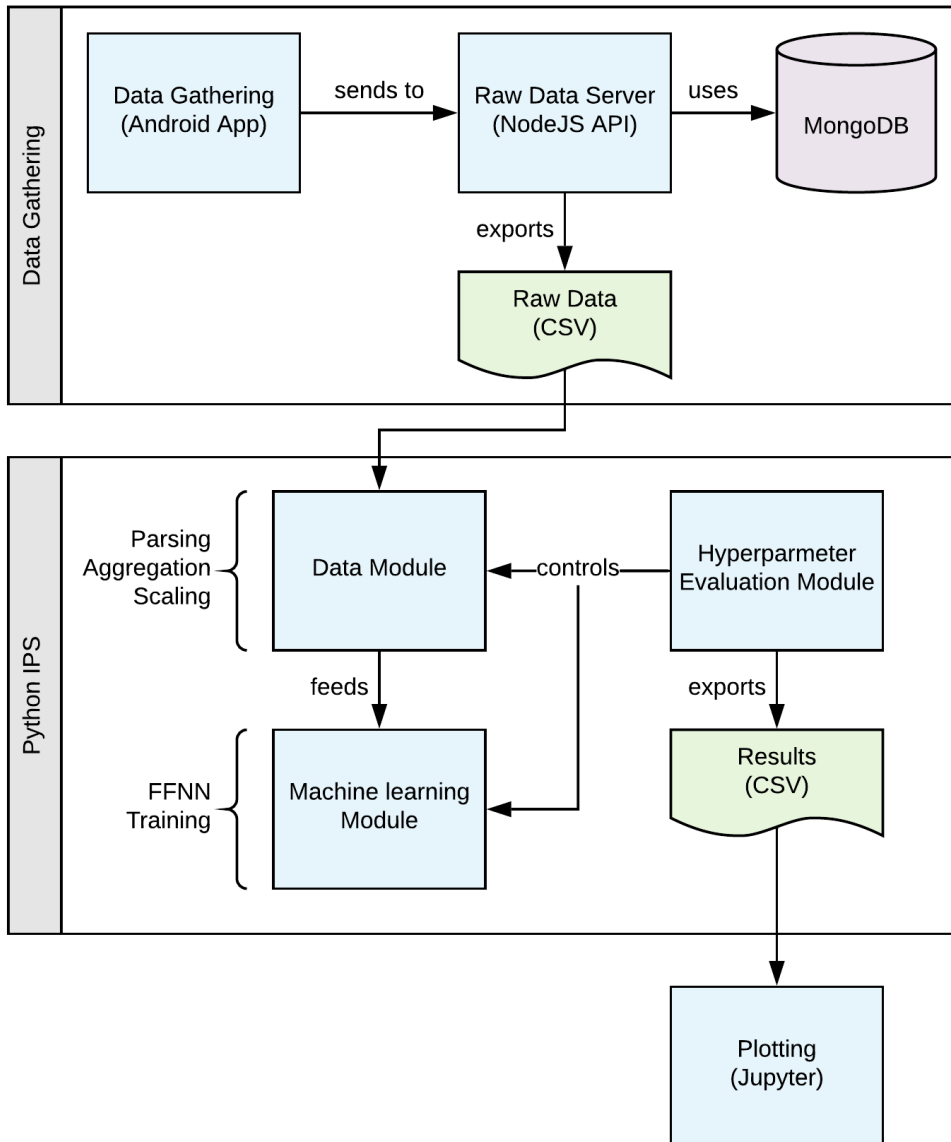 Data Gathering
Data Gathering
(Android App)
sends to
Raw Data Server
(NodeJS API)
uses
MongoDB
exports
Raw Data
(CSV)
Python IPS
Parsing
Aggregation
Scaling
Data Module
controls
Hyperparmeter
Evaluation Module
feeds
exports
FFNN
Training
Machine learning
Module
Results
(CSV)
Plotting
(Jupyter)